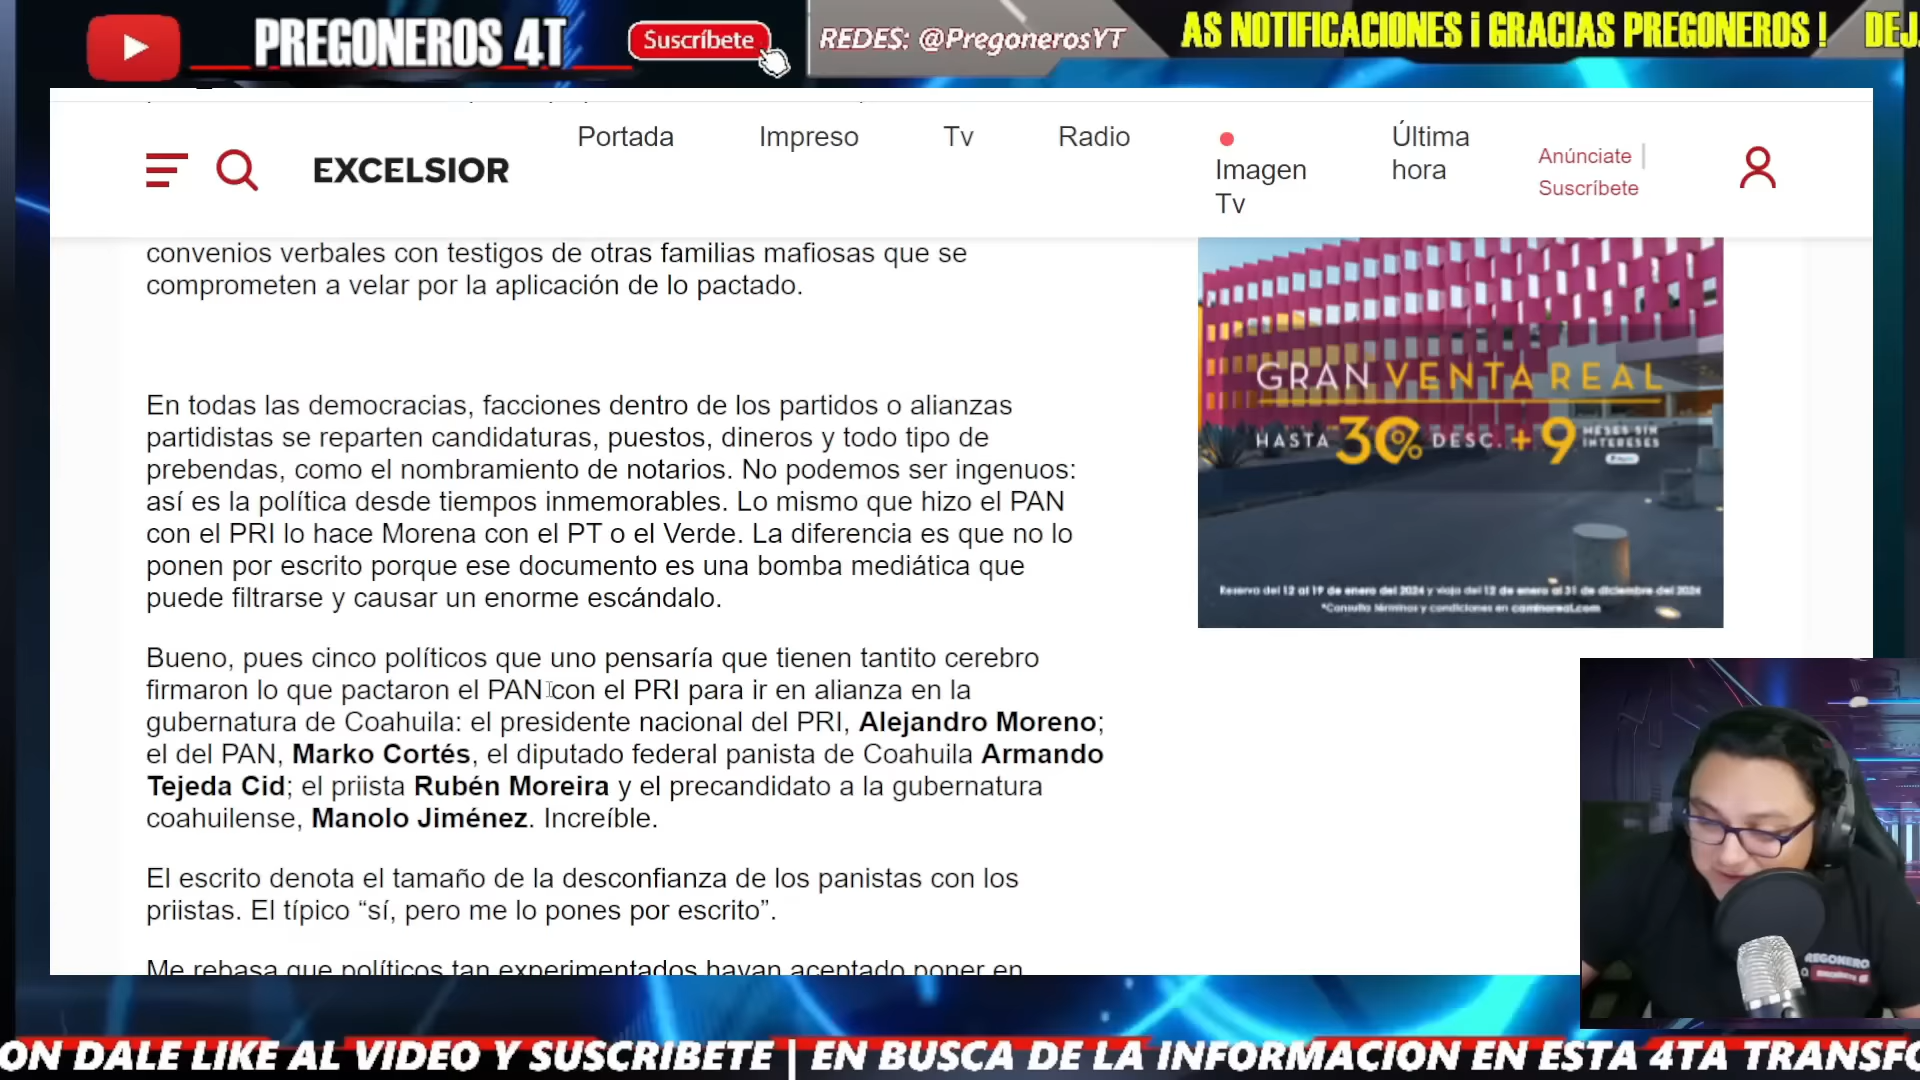 PREGONEROS 4T
Suscríbete
REDES: @PregonerosYT
AS NOTIFICACIONES ¡ GRACIAS PREGONEROS !
DEJ
EXCELSIOR
Portada
Impreso
Tv
Radio
Imagen
Tv
Última
hora
Anúnciate |
Suscríbete
convenios verbales con testigos de otras familias mafiosas que se
comprometen a velar por la aplicación de lo pactado.
En todas las democracias, facciones dentro de los partidos o alianzas
partidistas se reparten candidaturas, puestos, dineros y todo tipo de
prebendas, como el nombramiento de notarios. No podemos ser ingenuos:
así es la política desde tiempos inmemorables. Lo mismo que hizo el PAN
con el PRI lo hace Morena con el PT o el Verde. La diferencia es que no lo
ponen por escrito porque ese documento es una bomba mediática que
puede filtrarse y causar un enorme escándalo.
Bueno, pues cinco políticos que uno pensaría que tienen tantito cerebro
firmaron lo que pactaron el PAN con el PRI para ir en alianza en la
gubernatura de Coahuila: el presidente nacional del PRI, Alejandro Moreno;
el del PAN, Marko Cortés, el diputado federal panista de Coahuila Armando
Tejeda Cid; el priista Rubén Moreira y el precandidato a la gubernatura
coahuilense, Manolo Jiménez. Increíble.
El escrito denota el tamaño de la desconfianza de los panistas con los
priistas. El típico “sí, pero me lo pones por escrito”.
Me rebasa que políticos tan experimentados hayan aceptado poner en
GRAN VENTA REAL
HASTA 30% DESC. + 9 MESES SIN
INTERESES
Reserva del 12 al 19 de enero del 2024 y viaja del 12 de enero al 31 de diciembre del 2024
*Consulta términos y condiciones en caminoreal.com
PREGONERO
ON DALE LIKE AL VIDEO Y SUSCRIBETE | EN BUSCA DE LA INFORMACION EN ESTA 4TA TRANSFO